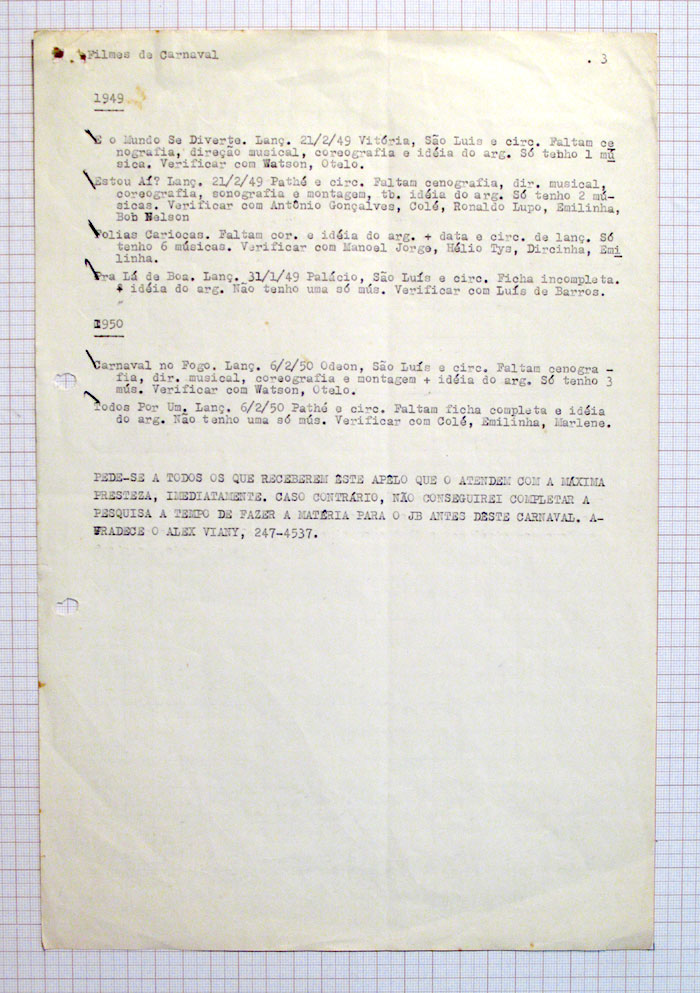 Filmes de Carnaval . 3
1949
E o Mundo Se Diverte. Lanç. 21/2/49 Vitória, São Luis e circ. Faltam ce
nografia, direção musical, coreografia e idéia do arg. Só tenho 1 mú
sica. Verificar com Watson, Otelo.
Estou Aí? Lanç. 21/2/49 Pathé e circ. Faltam cenografia, dir. musical,
coreografia, sonografia e montagem, tb. idéia do arg. Só tenho 2 mú-
sicas. Verificar com Antônio Gonçalves, Colé, Ronaldo Lupo, Emilinha,
Bob Nelson
Folias Cariocas. Faltam cor. e idéia do arg. + data e circ. de lanç. Só
tenho 6 músicas. Verificar com Manoel Jorge, Hélio Tys, Dircinha, Emi
linha.
Pra Lá de Boa. Lanç. 31/1/49 Palácio, São Luís e circ. Ficha incompleta.
+ idéia do arg. Não tenho uma só mús. Verificar com Luís de Barros.
1950
Carnaval no Fogo. Lanç. 6/2/50 Odeon, São Luís e circ. Faltam cenogra -
fia, dir. musical, coreografia e montagem + idéia do arg. Só tenho 3
mús. Verificar com Watson, Otelo.
Todos Por Um. Lanç. 6/2/50 Pathé e circ. Faltam ficha completa e idéia
do arg. Não tenho uma só mús. Verificar com Colé, Emilinha, Marlene.
PEDE-SE A TODOS OS QUE RECEBEREM ÊSTE APÊLO QUE O ATENDEM COM A MÁXIMA
PRESTEZA, IMEDIATAMENTE. CASO CONTRÁRIO, NÃO CONSEGUIREI COMPLETAR A
PESQUISA A TEMPO DE FAZER A MATÉRIA PARA O JB ANTES DÊSTE CARNAVAL. A-
GRADECE O ALEX VIANY, 247-4537.